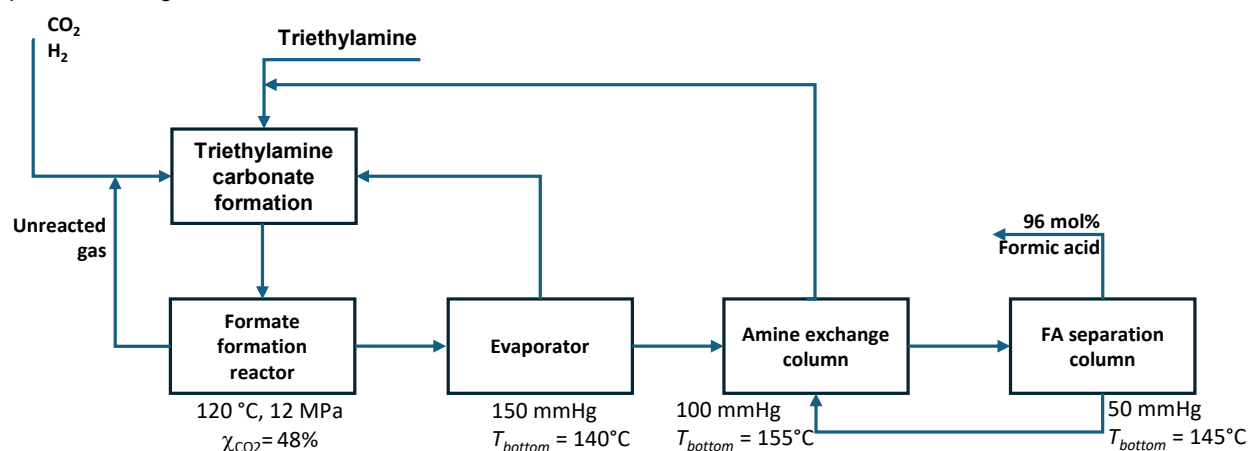 CO₂
H₂
Triethylamine
Triethylamine
carbonate
formation
Unreacted
gas
96 mol%
Formic acid
Formate
formation
reactor
Evaporator
Amine exchange
column
FA separation
column
120 °C, 12 MPa
χCO2= 48%
150 mmHg
Tbottom = 140°C
100 mmHg
Tbottom = 155°C
50 mmHg
Tbottom = 145°C